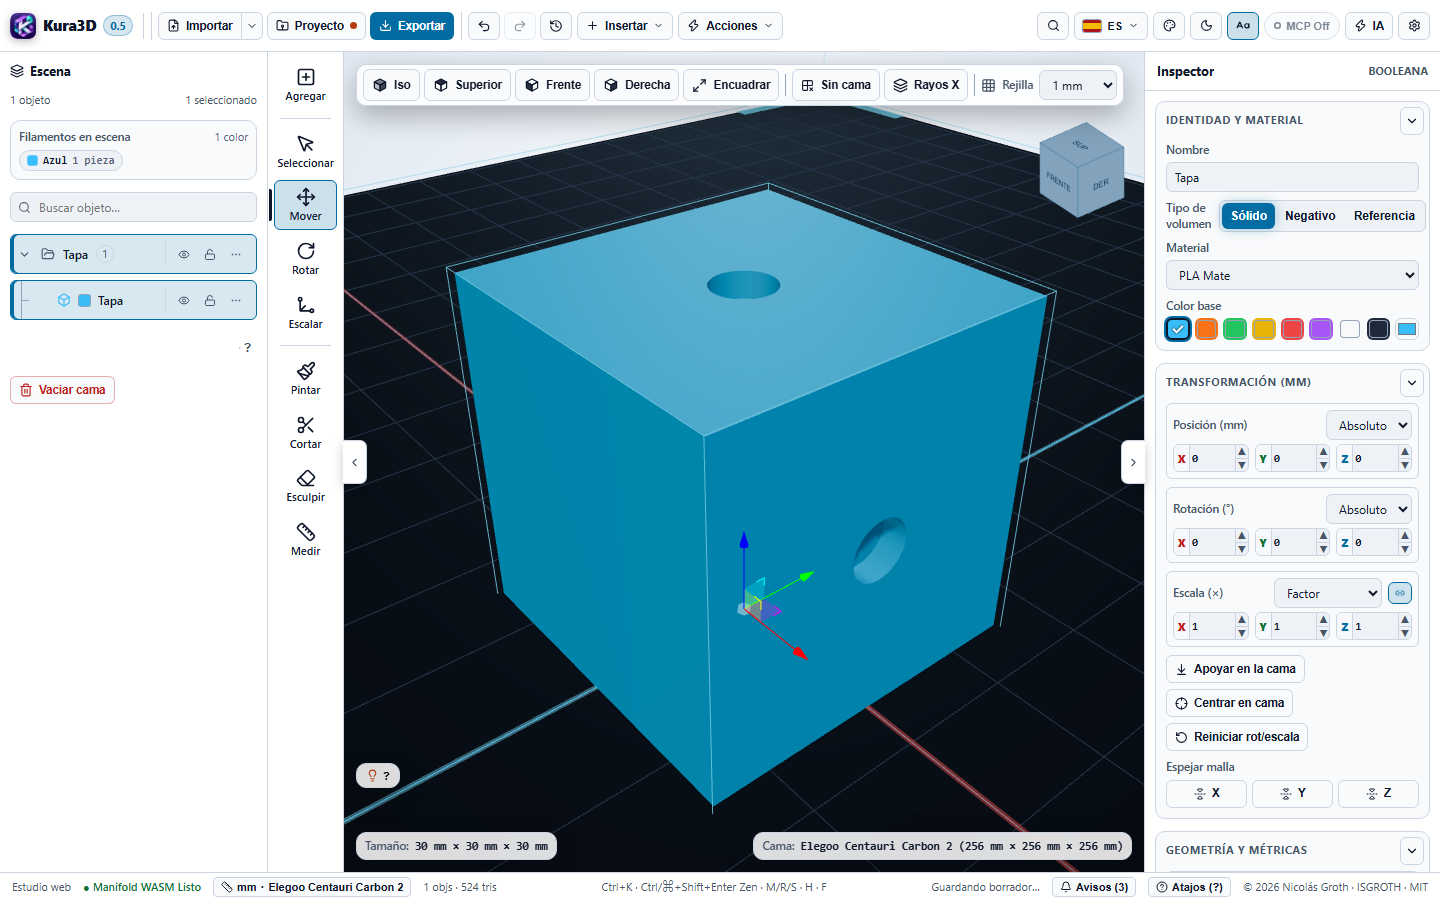 Kura3D 0.5 Importar Proyecto Exportar Insertar Acciones ES Aa MCP Off IA
Escena
1 objeto 1 seleccionado
Filamentos en escena 1 color
Azul 1 pieza
Buscar objeto...
Tapa 1
Tapa
?
Vaciar cama
Agregar
Seleccionar
Mover
Rotar
Escalar
Pintar
Cortar
Esculpir
Medir
Iso Superior Frente Derecha Encuadrar Sin cama Rayos X Rejilla 1 mm
SUP
FRENTE DER
?
Tamaño: 30 mm × 30 mm × 30 mm
Cama: Elegoo Centauri Carbon 2 (256 mm × 256 mm × 256 mm)
Inspector BOOLEANA
IDENTIDAD Y MATERIAL
Nombre
Tapa
Tipo de volumen Sólido Negativo Referencia
Material
PLA Mate
Color base
TRANSFORMACIÓN (MM)
Posición (mm) Absoluto
X 0 Y 0 Z 0
Rotación (°) Absoluto
X 0 Y 0 Z 0
Escala (×) Factor
X 1 Y 1 Z 1
Apoyar en la cama
Centrar en cama
Reiniciar rot/escala
Espejar malla
X Y Z
GEOMETRÍA Y MÉTRICAS
Estudio web ● Manifold WASM Listo mm · Elegoo Centauri Carbon 2 1 objs · 524 tris Ctrl+K · Ctrl/⌘+Shift+Enter Zen · M/R/S · H · F Guardando borrador... Avisos (3) Atajos (?) © 2026 Nicolás Groth · ISGROTH · MIT